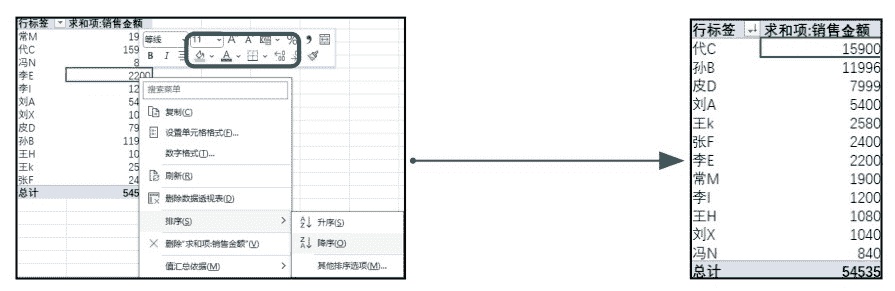 行标签 求和项:销售金额
常M 19
代C 159
冯N 8
李E 2200
李I 12
刘A 54
刘X 10
皮D 79
孙B 119
王H 10
王k 25
张F 24
总计 545
等线 11 A A % ,
B I A
搜索菜单
复制(C)
设置单元格格式(F)...
数字格式(T)...
刷新(R)
删除数据透视表(D)
排序(S)
删除"求和项:销售金额"(V)
值汇总依据(M)
升序(S)
降序(O)
其他排序选项(M)...
行标签 求和项:销售金额
代C 15900
孙B 11996
皮D 7999
刘A 5400
王k 2580
张F 2400
李E 2200
常M 1900
李I 1200
王H 1080
刘X 1040
冯N 840
总计 54535